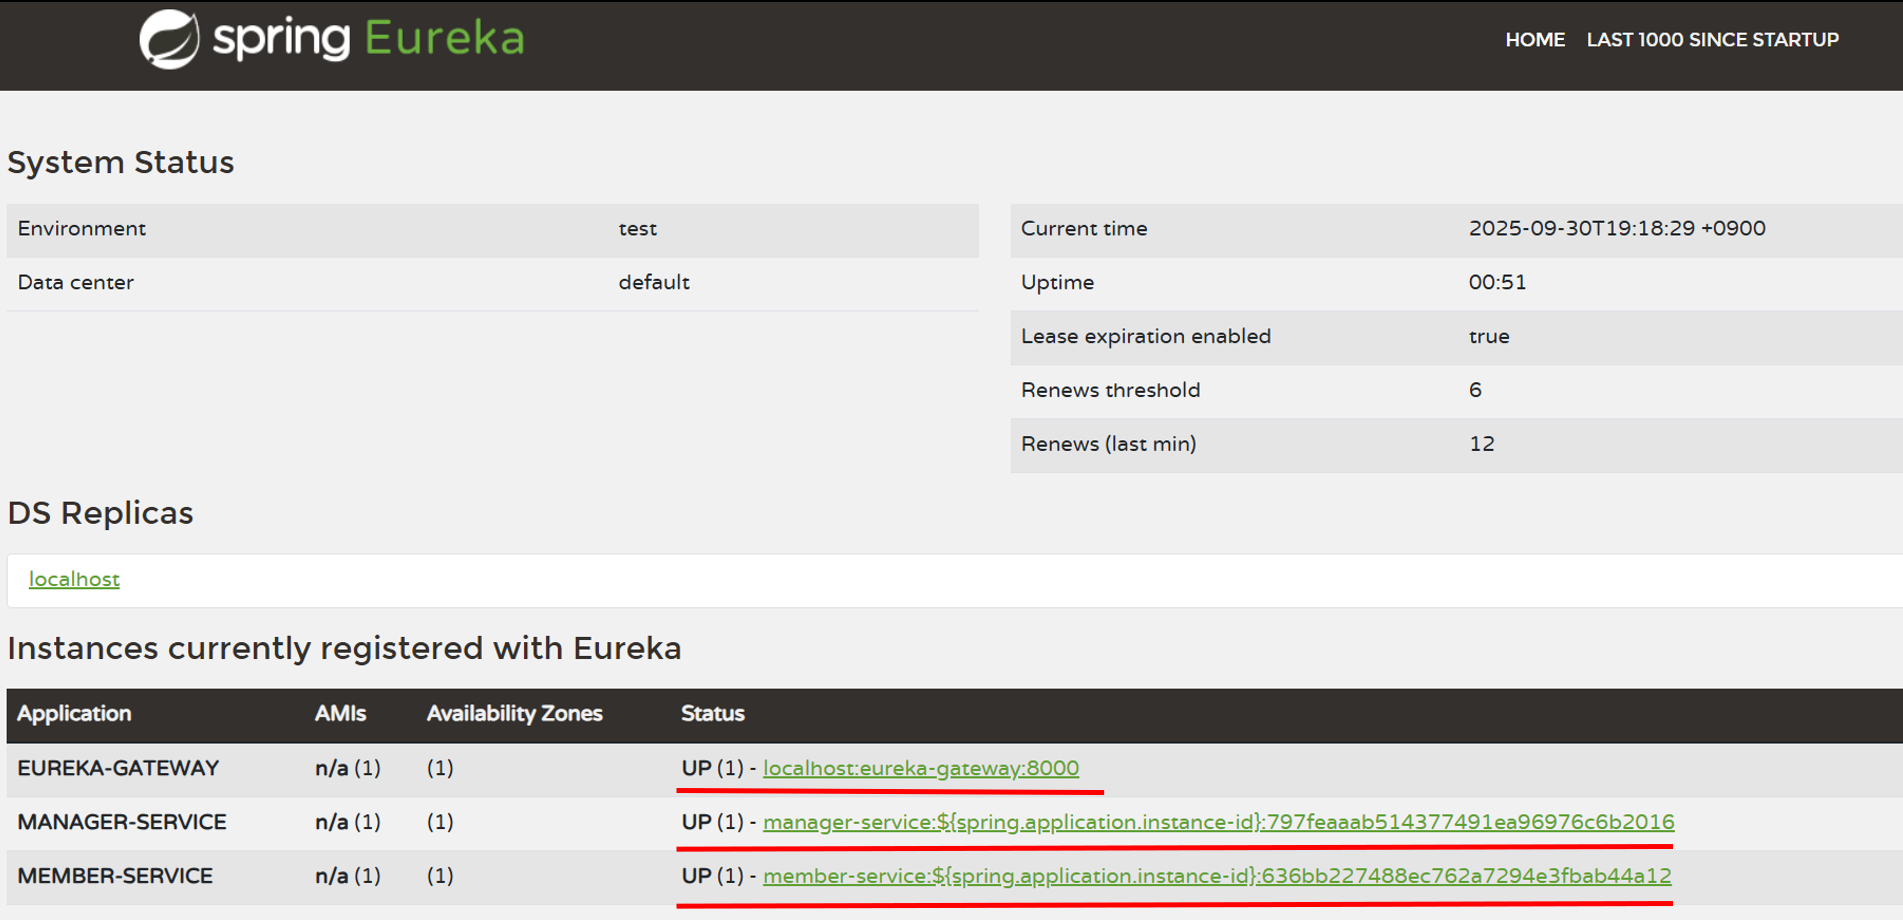 spring Eureka
HOME LAST 1000 SINCE STARTUP
System Status
Environment test
Data center default
Current time 2025-09-30T19:18:29 +0900
Uptime 00:51
Lease expiration enabled true
Renews threshold 6
Renews (last min) 12
DS Replicas
localhost
Instances currently registered with Eureka
Application AMIs Availability Zones Status
EUREKA-GATEWAY n/a (1) (1) UP (1) - localhost:eureka-gateway:8000
MANAGER-SERVICE n/a (1) (1) UP (1) - manager-service:${spring.application.instance-id}:797feaaab514377491ea96976c6b2016
MEMBER-SERVICE n/a (1) (1) UP (1) - member-service:${spring.application.instance-id}:636bb227488ec762a7294e3fbab44a12